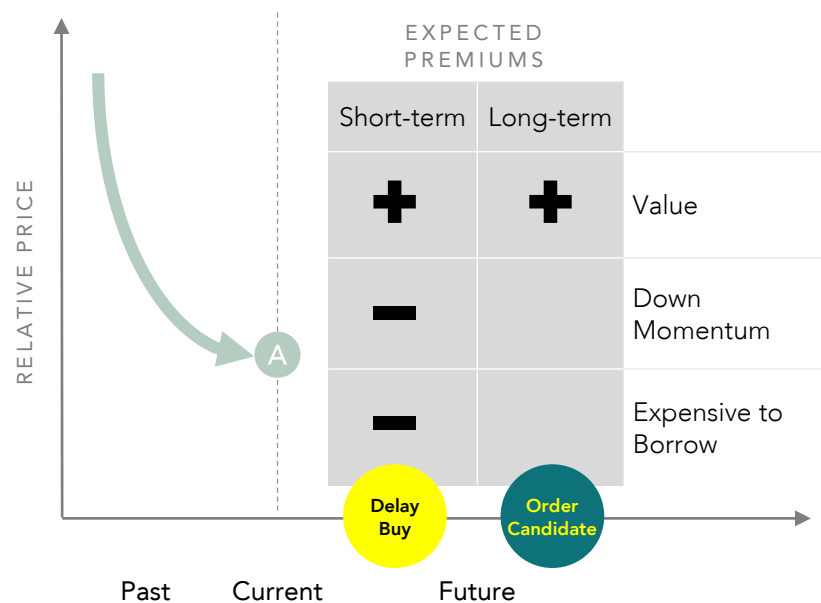 EXPECTED
PREMIUMS
Short-term Long-term
RELATIVE PRICE
+ + Value
− Down
Momentum
− Expensive to
Borrow
A
Delay
Buy
Order
Candidate
Past Current Future